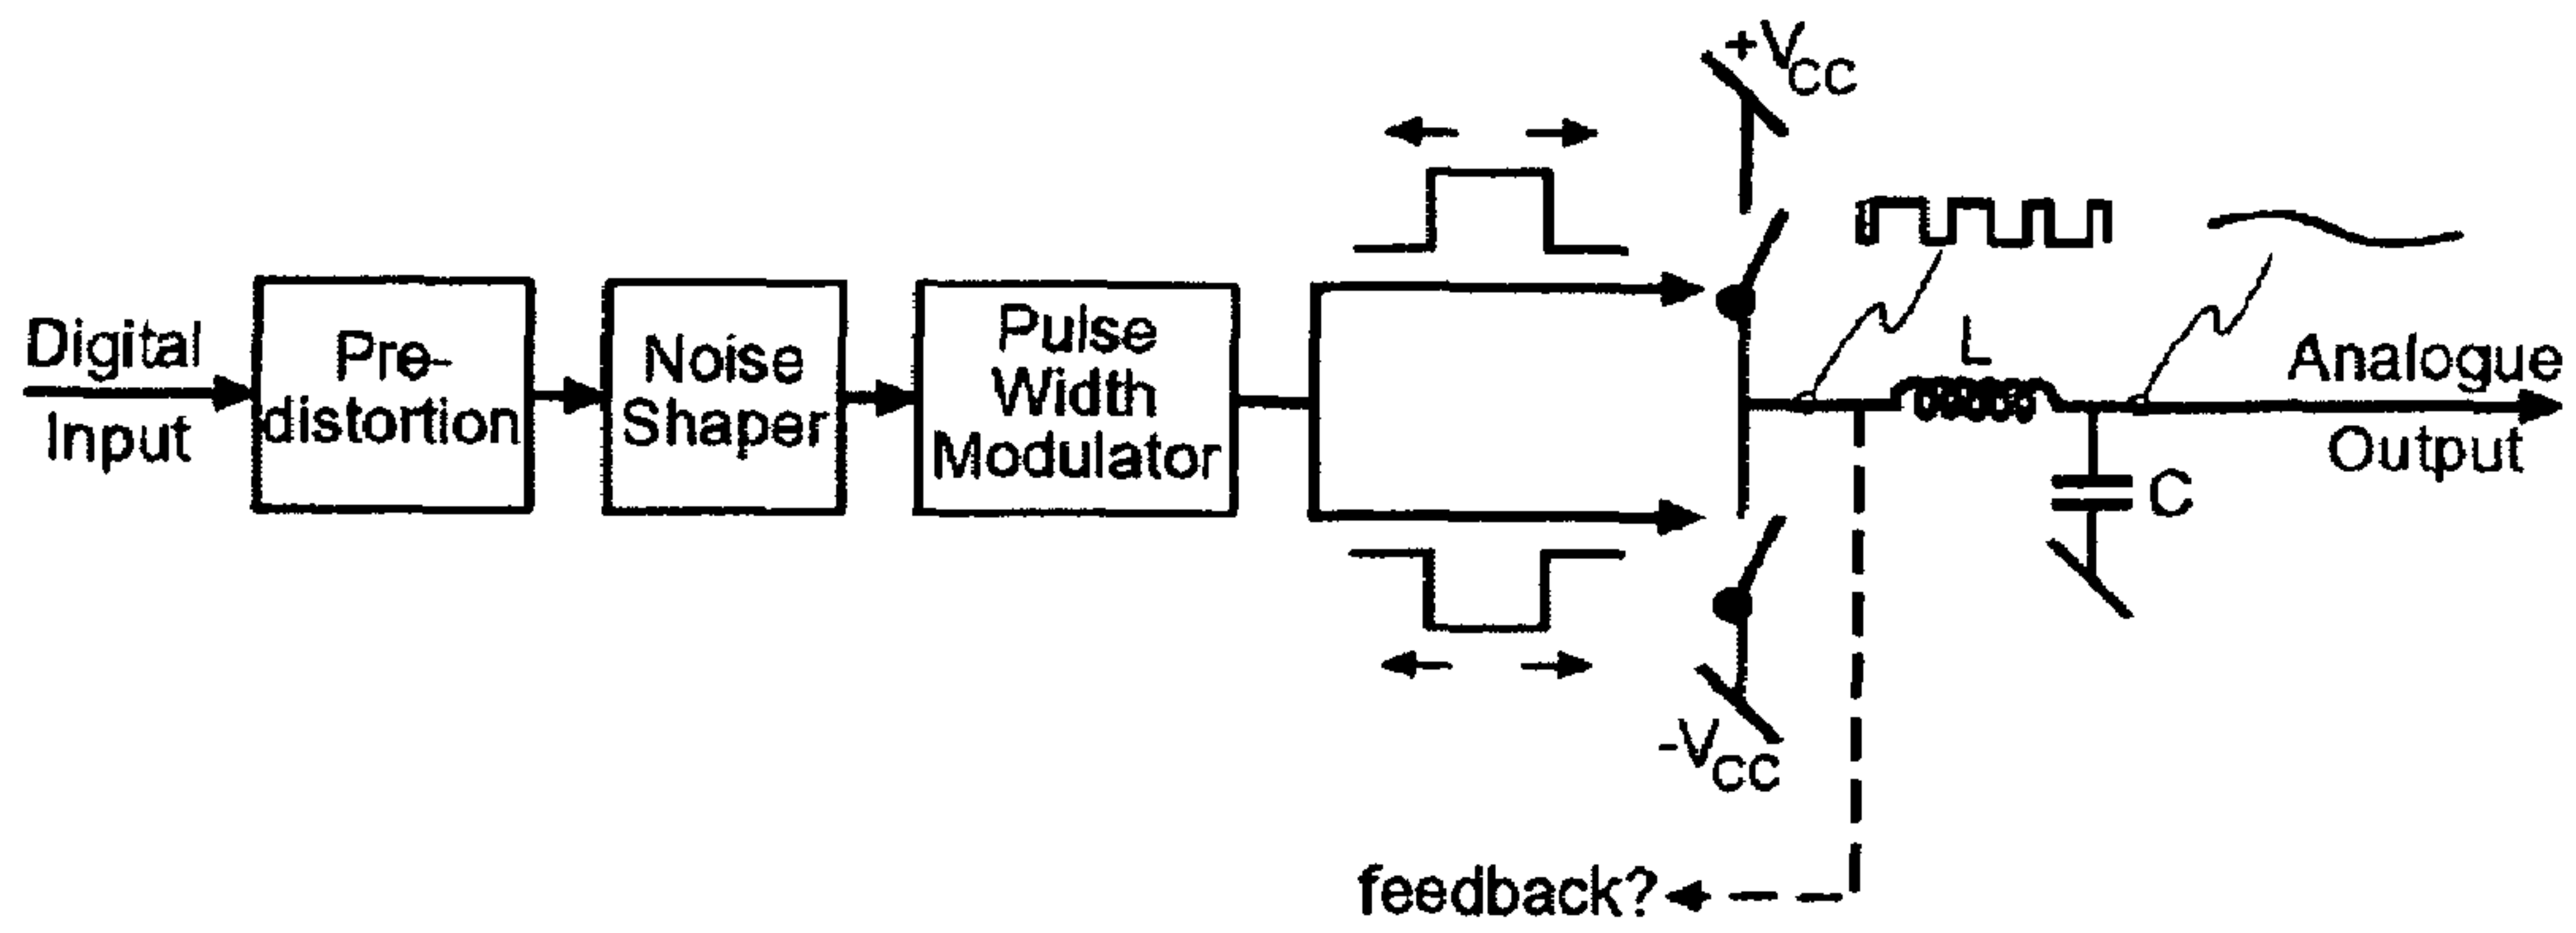 Digital
Input
Pre-
distortion
Noise
Shaper
Pulse
Width
Modulator
+VCC
-VCC
L
C
Analogue
Output
feedback?